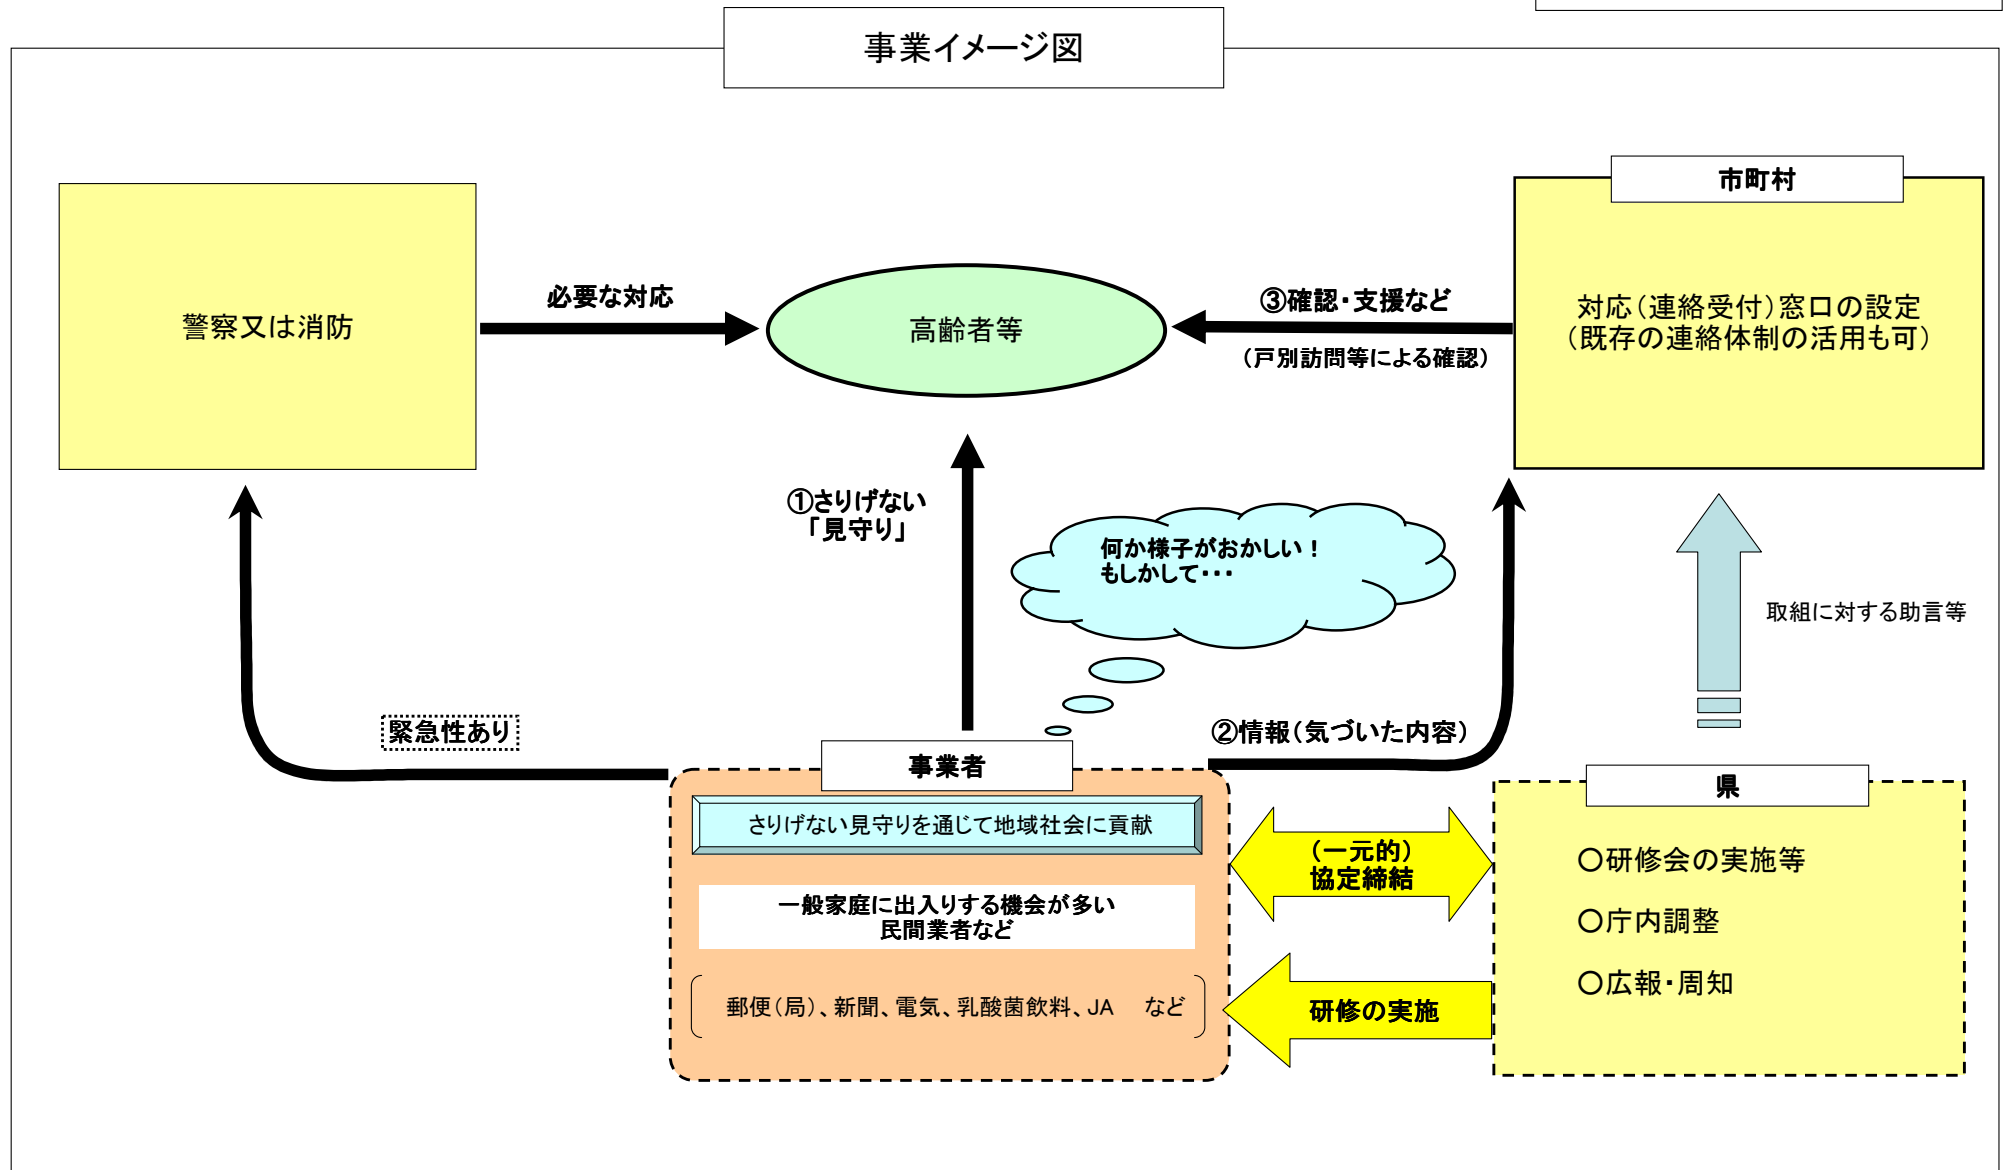 事業イメージ図
市町村
警察又は消防
必要な対応
高齢者等
③確認・支援など
(戸別訪問等による確認)
対応(連絡受付)窓口の設定
(既存の連絡体制の活用も可)
①さりげない
「見守り」
何か様子がおかしい!
もしかして・・・
取組に対する助言等
緊急性あり
②情報(気づいた内容)
事業者
県
さりげない見守りを通じて地域社会に貢献
一般家庭に出入りする機会が多い
民間業者など
郵便(局)、新聞、電気、乳酸菌飲料、JA など
(一元的)
協定締結
研修の実施
○研修会の実施等
○庁内調整
○広報・周知